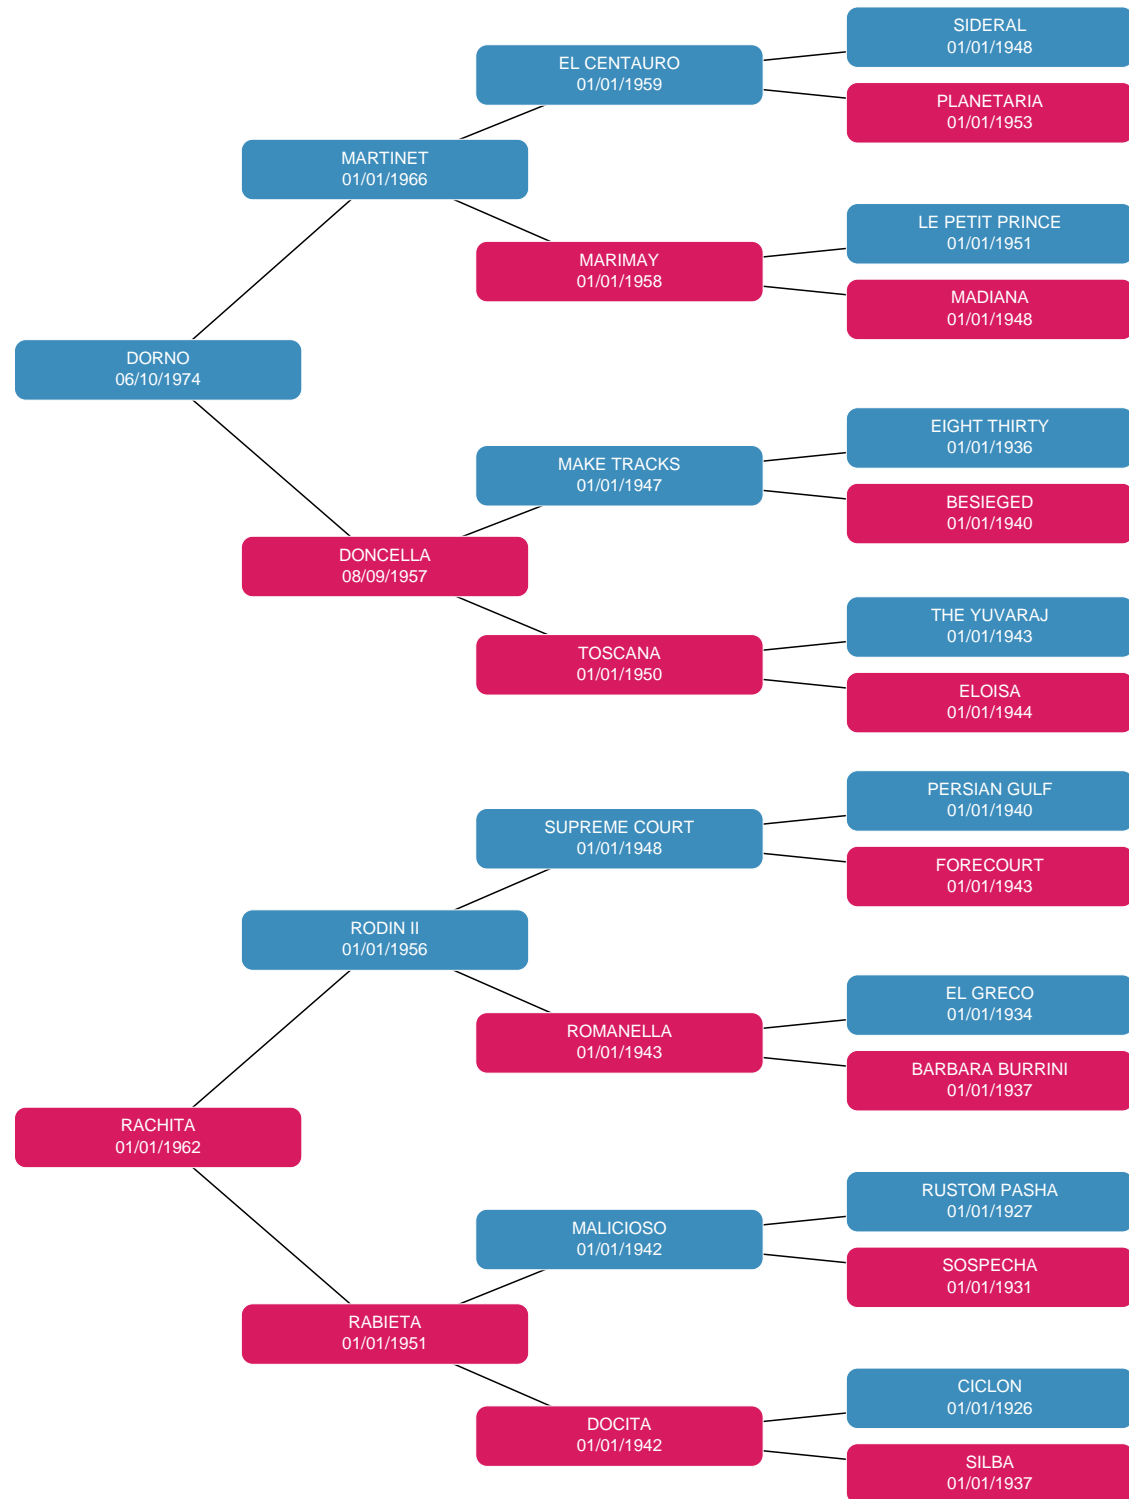 SIDERAL
01/01/1948
EL CENTAURO
01/01/1959
PLANETARIA
01/01/1953
MARTINET
01/01/1966
LE PETIT PRINCE
01/01/1951
MARIMAY
01/01/1958
MADIANA
01/01/1948
DORNO
06/10/1974
EIGHT THIRTY
01/01/1936
MAKE TRACKS
01/01/1947
BESIEGED
01/01/1940
DONCELLA
08/09/1957
THE YUVARAJ
01/01/1943
TOSCANA
01/01/1950
ELOISA
01/01/1944
PERSIAN GULF
01/01/1940
SUPREME COURT
01/01/1948
FORECOURT
01/01/1943
RODIN II
01/01/1956
EL GRECO
01/01/1934
ROMANELLA
01/01/1943
BARBARA BURRINI
01/01/1937
RACHITA
01/01/1962
RUSTOM PASHA
01/01/1927
MALICIOSO
01/01/1942
SOSPECHA
01/01/1931
RABIETA
01/01/1951
CICLON
01/01/1926
DOCITA
01/01/1942
SILBA
01/01/1937